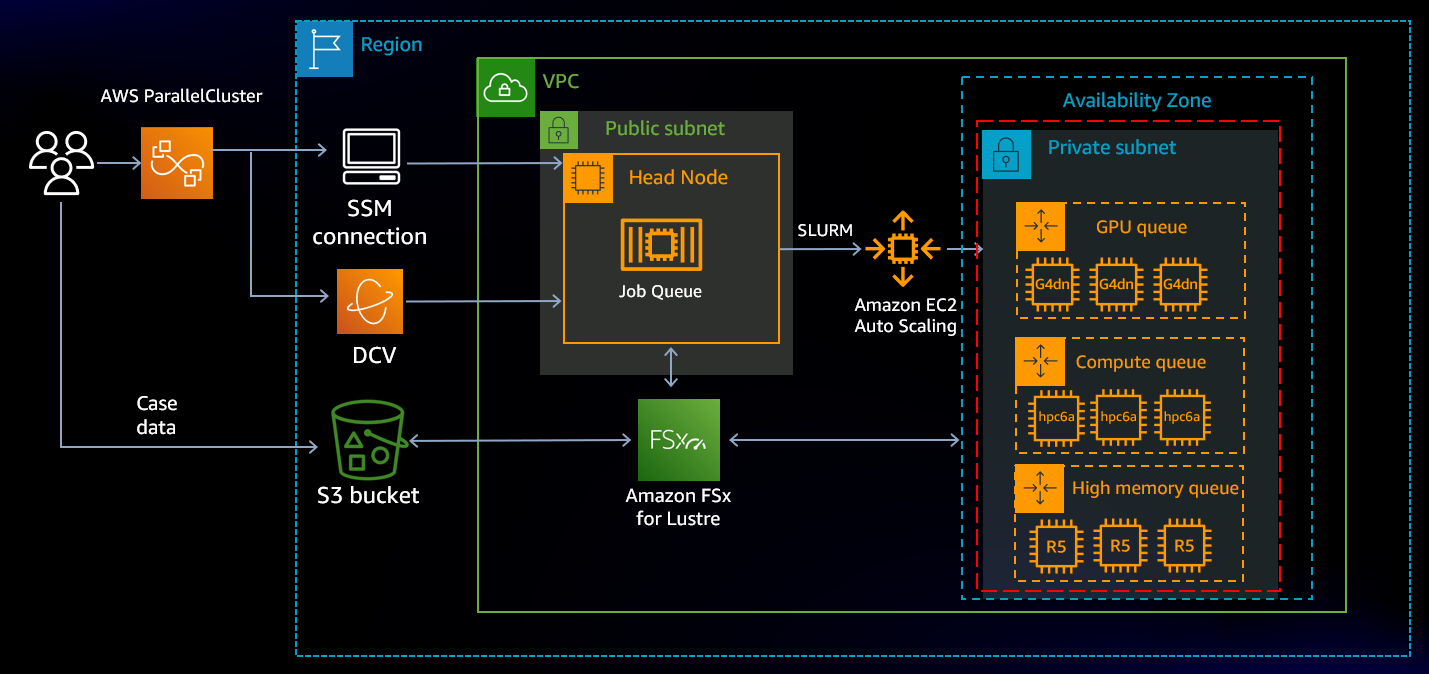 Region
VPC
AWS ParallelCluster
Availability Zone
Public subnet
Private subnet
Head Node
SSM
connection
Job Queue
SLURM
Amazon EC2
Auto Scaling
GPU queue
G4dn
G4dn
G4dn
DCV
Compute queue
hpc6a
hpc6a
hpc6a
Case
data
FSx
S3 bucket
Amazon FSx
for Lustre
High memory queue
R5
R5
R5